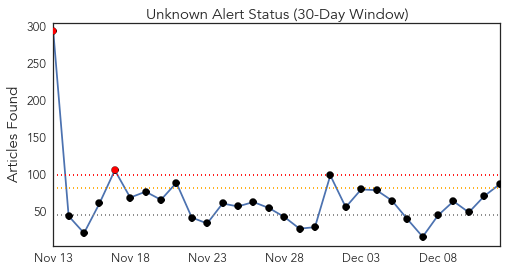 Unknown Alert Status (30-Day Window)
300
250
200
150
100
50
Articles Found
Nov 13 Nov 18 Nov 23 Nov 28 Dec 03 Dec 08